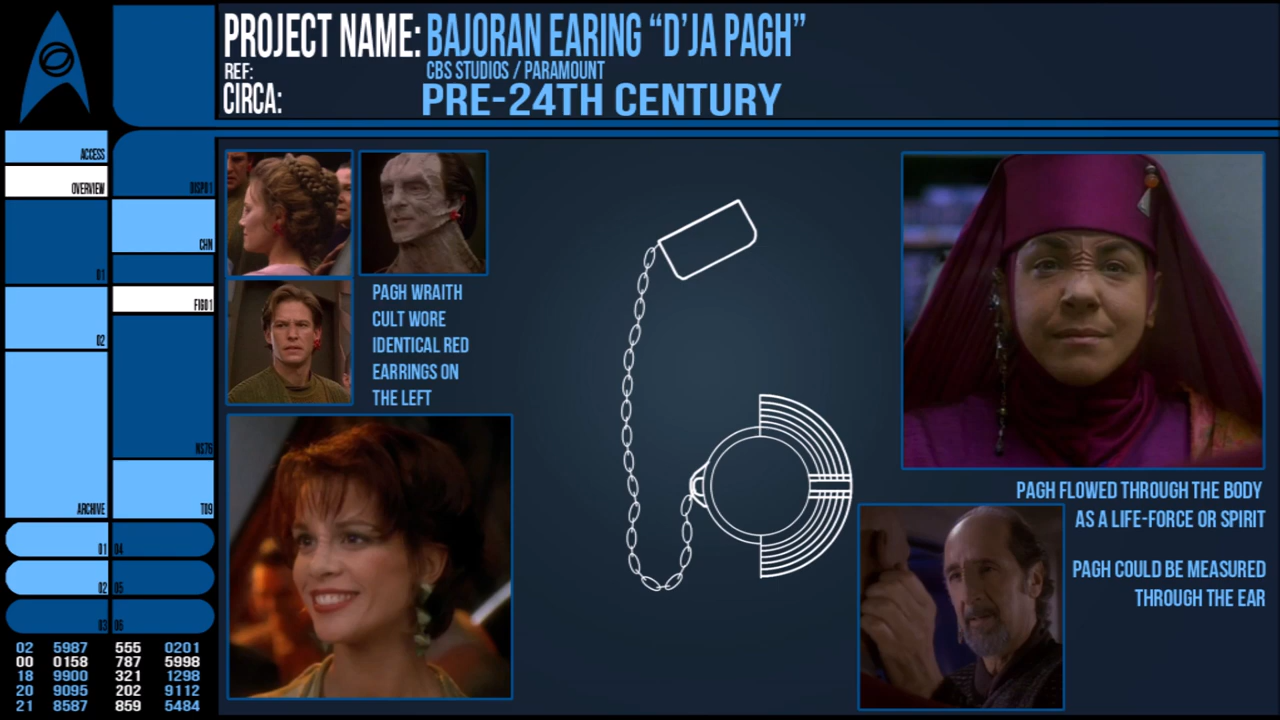 PROJECT NAME: BAJORAN EARING “D’JA PAGH”
REF: CBS STUDIOS / PARAMOUNT
CIRCA: PRE-24TH CENTURY
ACCESS
OVERVIEW
01
02
ARCHIVE
01
02
03
DISP01
CHN
FIG01
NS76
T09
04
05
06
02 5987 555 0201
00 0158 787 5998
18 9900 321 1298
20 9095 202 9112
21 8587 859 5484
PAGH WRAITH
CULT WORE
IDENTICAL RED
EARRINGS ON
THE LEFT
PAGH FLOWED THROUGH THE BODY
AS A LIFE-FORCE OR SPIRIT
PAGH COULD BE MEASURED
THROUGH THE EAR